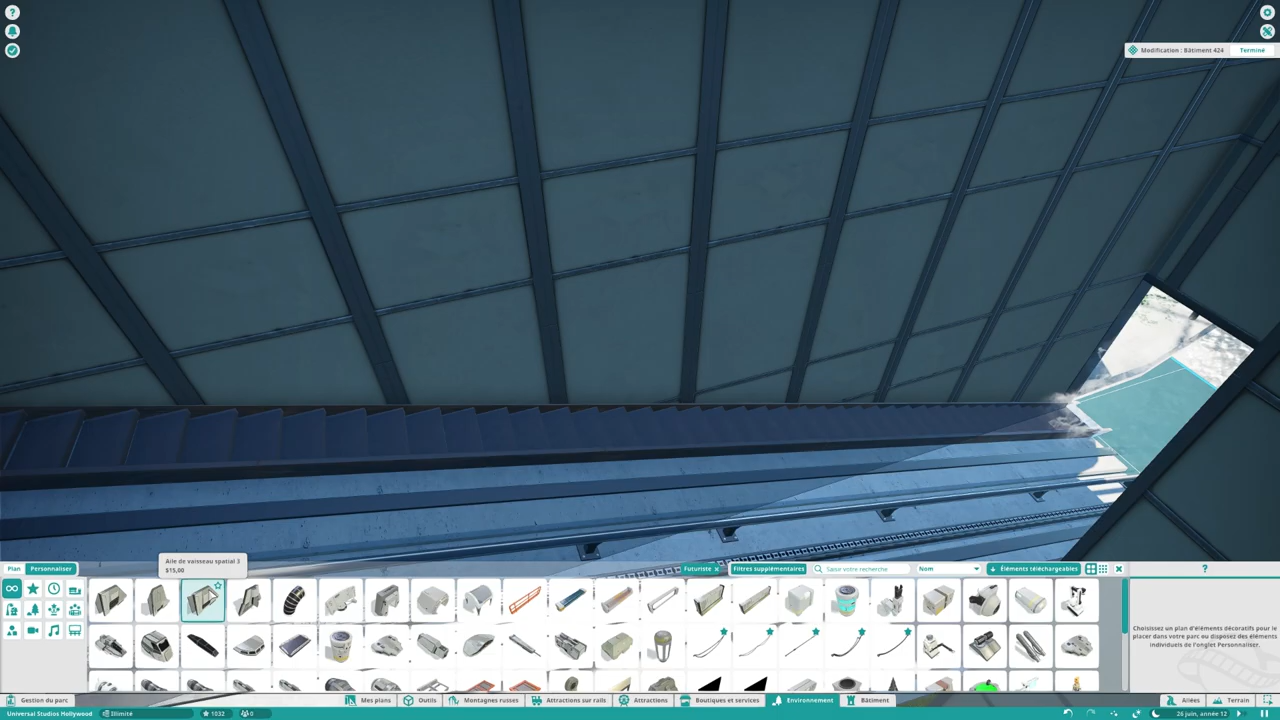 Modification : Bâtiment 424
Terminé
Aile de vaisseau spatial 3
$15,00
Plan
Personnaliser
Futuriste ×
Filtres supplémentaires
Saisir votre recherche
Nom
Éléments téléchargeables
?
Choisissez un plan d'éléments décoratifs pour le
placer dans votre parc ou disposez des éléments
individuels de l'onglet Personnaliser.
Gestion du parc
Mes plans
Outils
Montagnes russes
Attractions sur rails
Attractions
Boutiques et services
Environnement
Bâtiment
Allées
Terrain
Universal Studios Hollywood
Illimité
1032
0
26 juin, année 12